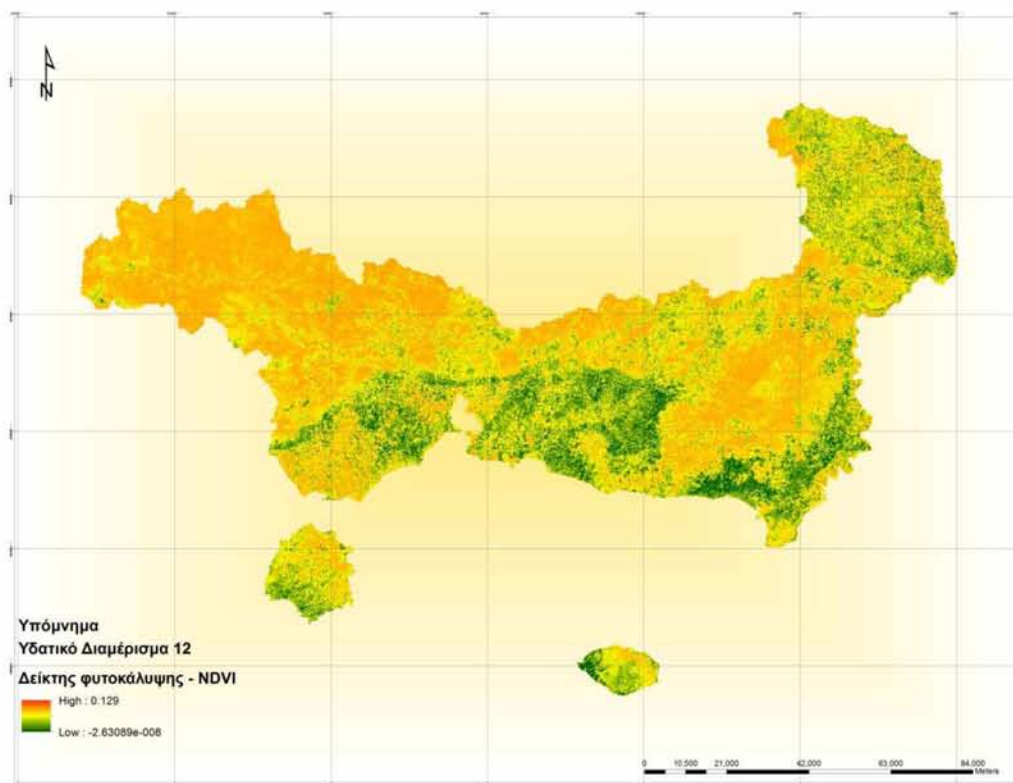 N
Υπόμνημα
Υδατικό Διαμέρισμα 12
Δείκτης φυτοκάλυψης - NDVI
High : 0.129
Low : -2.63089e-008
0 10,000 21,000 42,000 63,000 84,000
Meters